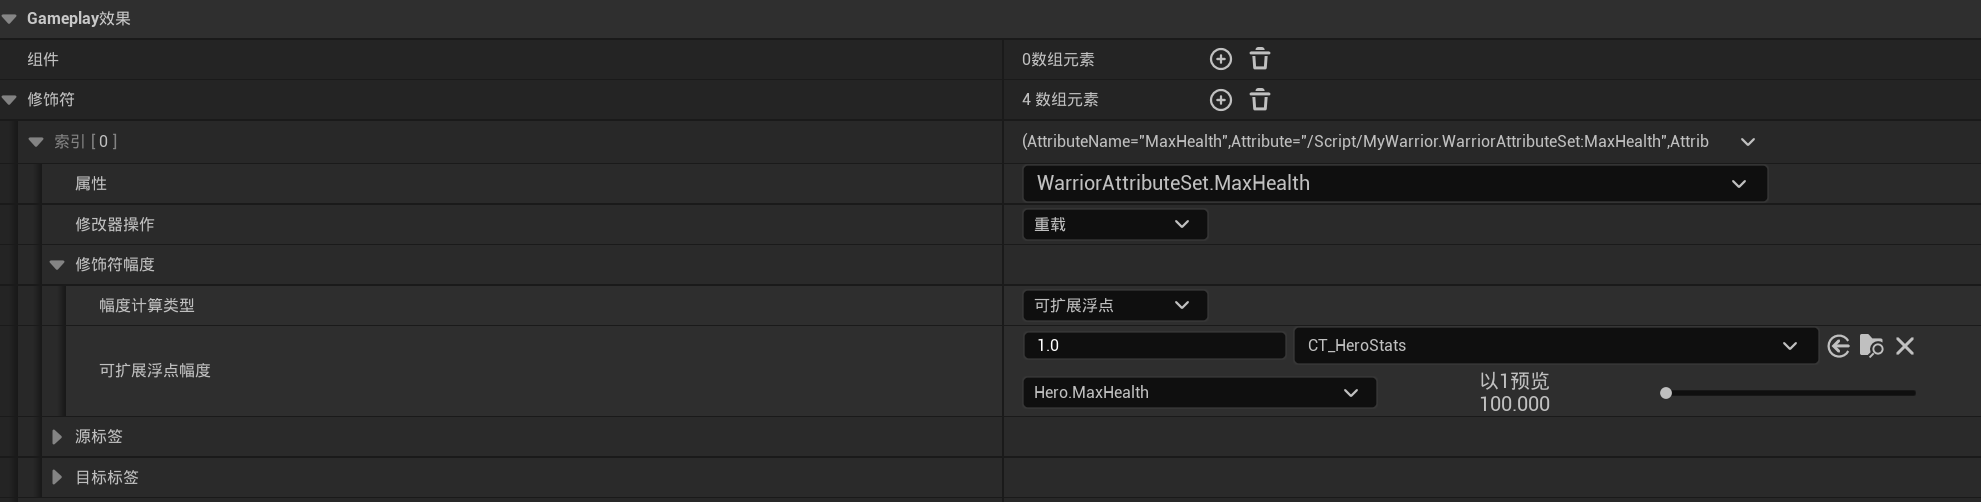 Gameplay效果
组件 0数组元素
修饰符 4 数组元素
索引 [ 0 ] (AttributeName="MaxHealth",Attribute="/Script/MyWarrior.WarriorAttributeSet:MaxHealth",Attrib
属性 WarriorAttributeSet.MaxHealth
修改器操作 重载
修饰符幅度
幅度计算类型 可扩展浮点
可扩展浮点幅度 1.0 CT_HeroStats
Hero.MaxHealth 以1预览
100.000
源标签
目标标签